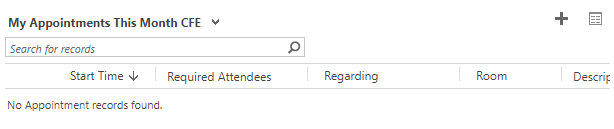 My Appointments This Month CFE
Search for records
Start Time Required Attendees Regarding Room Descrip
No Appointment records found.